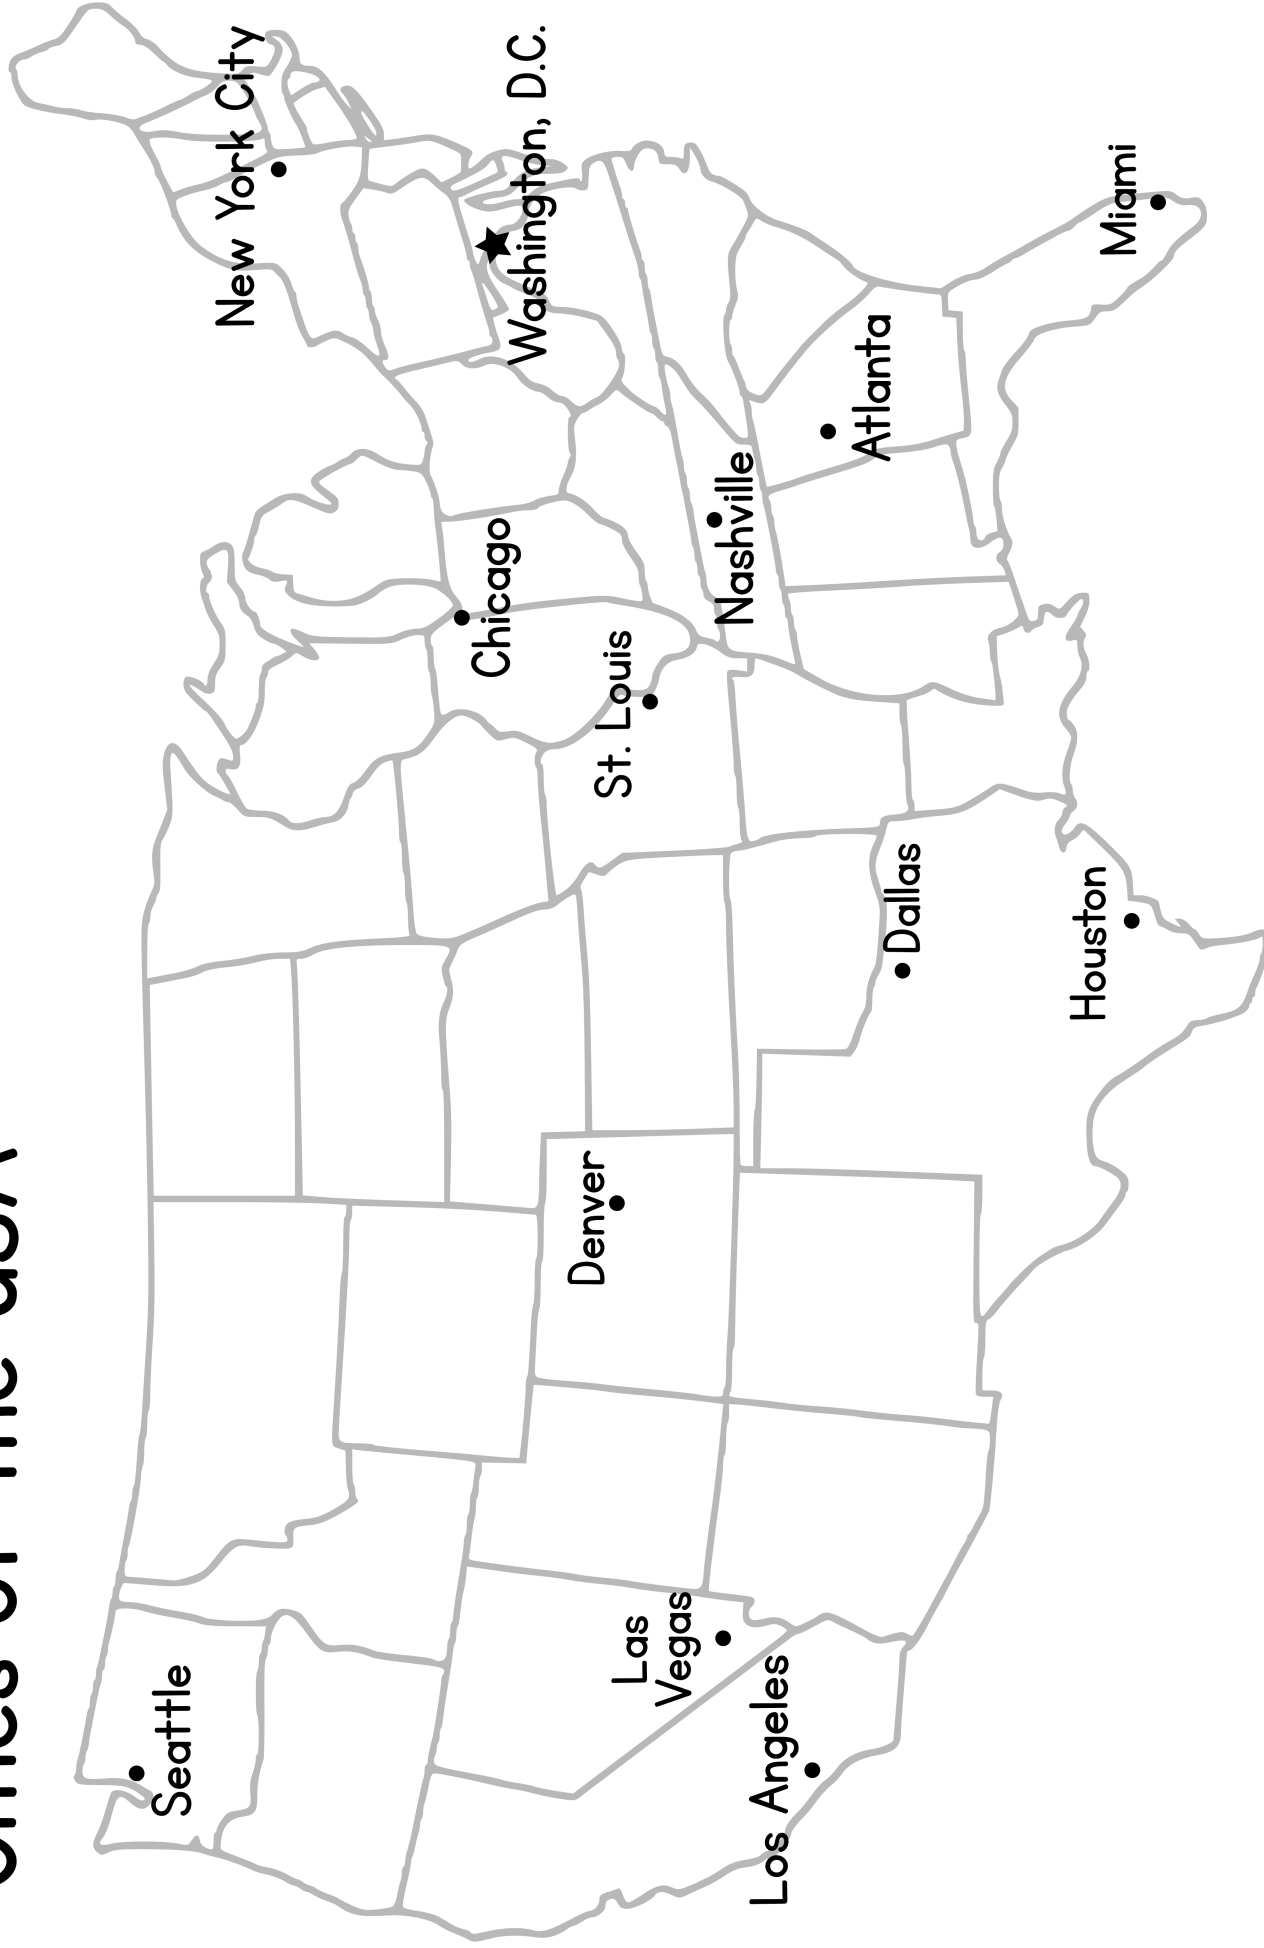 Cities of the USA
Seattle
New York City
Washington, D.C.
Chicago
Denver
St. Louis
Las
Vegas
Nashville
Los Angeles
Atlanta
Dallas
Houston
Miami